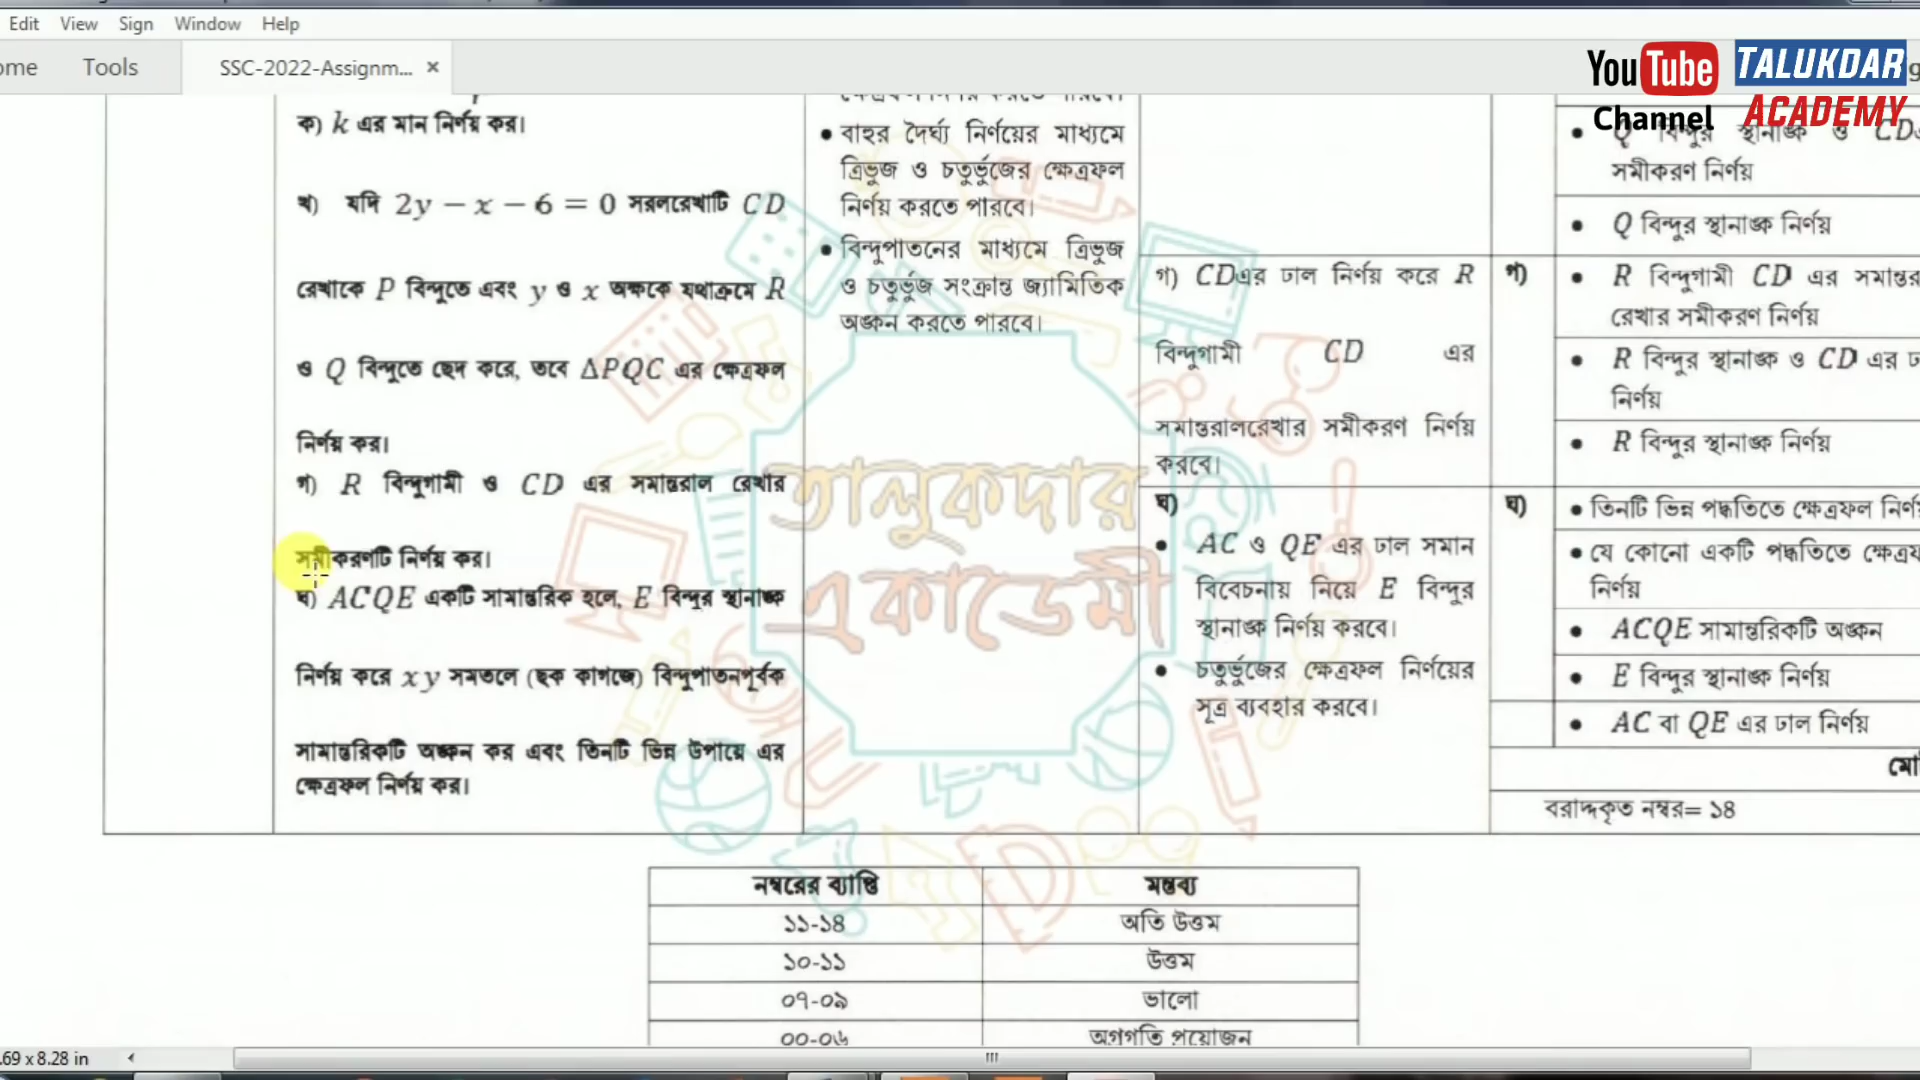 Edit View Sign Window Help
ome Tools SSC-2022-Assignm... ×
YouTube TALUKDAR
Channel ACADEMY
ক) k এর মান নির্ণয় কর।
খ) যদি 2y − x − 6 = 0 সরলরেখাটি CD
রেখাকে P বিন্দুতে এবং y ও x অক্ষকে যথাক্রমে R
ও Q বিন্দুতে ছেদ করে, তবে ΔPQC এর ক্ষেত্রফল
নির্ণয় কর।
গ) R বিন্দুগামী ও CD এর সমান্তরাল রেখার
সমীকরণটি নির্ণয় কর।
ঘ) ACQE একটি সামান্তরিক হলে, E বিন্দুর স্থানাঙ্ক
নির্ণয় করে xy সমতলে (ছক কাগজে) বিন্দুপাতনপূর্বক
সামান্তরিকটি অঙ্কন কর এবং তিনটি ভিন্ন উপায়ে এর
ক্ষেত্রফল নির্ণয় কর।
• বাহুর দৈর্ঘ্য নির্ণয়ের মাধ্যমে
ত্রিভুজ ও চতুর্ভুজের ক্ষেত্রফল
নির্ণয় করতে পারবে।
• বিন্দুপাতনের মাধ্যমে ত্রিভুজ
ও চতুর্ভুজ সংক্রান্ত জ্যামিতিক
অঙ্কন করতে পারবে।
তালুকদার
একাডেমী
গ) CDএর ঢাল নির্ণয় করে R
বিন্দুগামী CD এর
সমান্তরালরেখার সমীকরণ নির্ণয়
করবে।
ঘ)
• AC ও QE এর ঢাল সমান
বিবেচনায় নিয়ে E বিন্দুর
স্থানাঙ্ক নির্ণয় করবে।
• চতুর্ভুজের ক্ষেত্রফল নির্ণয়ের
সূত্র ব্যবহার করবে।
• Q বিন্দুর স্থানাঙ্ক ও CD
সমীকরণ নির্ণয়
• Q বিন্দুর স্থানাঙ্ক নির্ণয়
গ) • R বিন্দুগামী CD এর সমান্তর
রেখার সমীকরণ নির্ণয়
• R বিন্দুর স্থানাঙ্ক ও CD এর ঢ
নির্ণয়
• R বিন্দুর স্থানাঙ্ক নির্ণয়
ঘ) • তিনটি ভিন্ন পদ্ধতিতে ক্ষেত্রফল নির্ণ
• যে কোনো একটি পদ্ধতিতে ক্ষেত্রফ
নির্ণয়
• ACQE সামান্তরিকটি অঙ্কন
• E বিন্দুর স্থানাঙ্ক নির্ণয়
• AC বা QE এর ঢাল নির্ণয়
মো
বরাদ্দকৃত নম্বর= ১৪
নম্বরের ব্যাপ্তি মন্তব্য
১১-১৪ অতি উত্তম
১০-১১ উত্তম
০৭-০৯ ভালো
০০-০৬ অগ্রগতি প্রয়োজন
.69 x 8.28 in